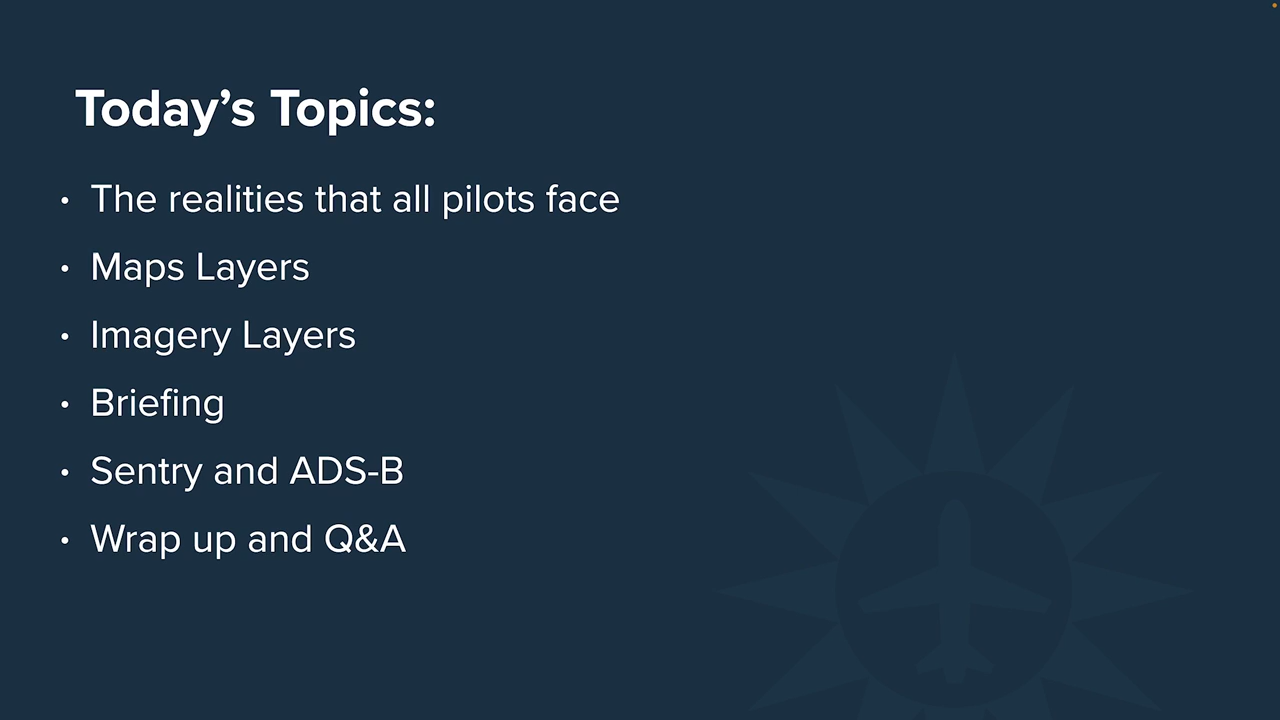 Today’s Topics:
• The realities that all pilots face
• Maps Layers
• Imagery Layers
• Briefing
• Sentry and ADS-B
• Wrap up and Q&A